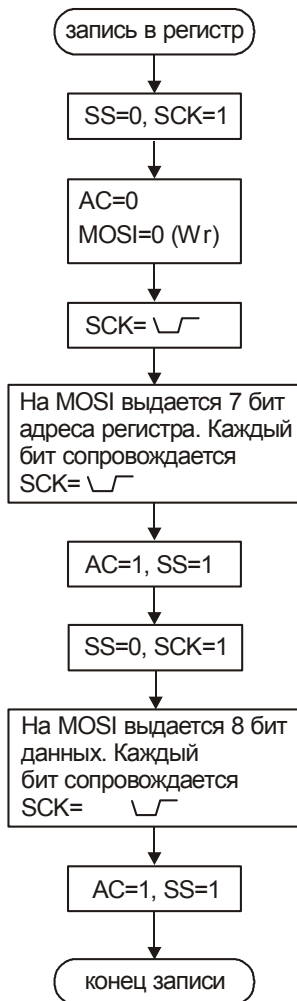 запись в регистр
SS=0, SCK=1
AC=0
MOSI=0 (Wr)
SCK=
На MOSI выдается 7 бит
адреса регистра. Каждый
бит сопровождается
SCK=
AC=1, SS=1
SS=0, SCK=1
На MOSI выдается 8 бит
данных. Каждый
бит сопровождается
SCK=
AC=1, SS=1
конец записи